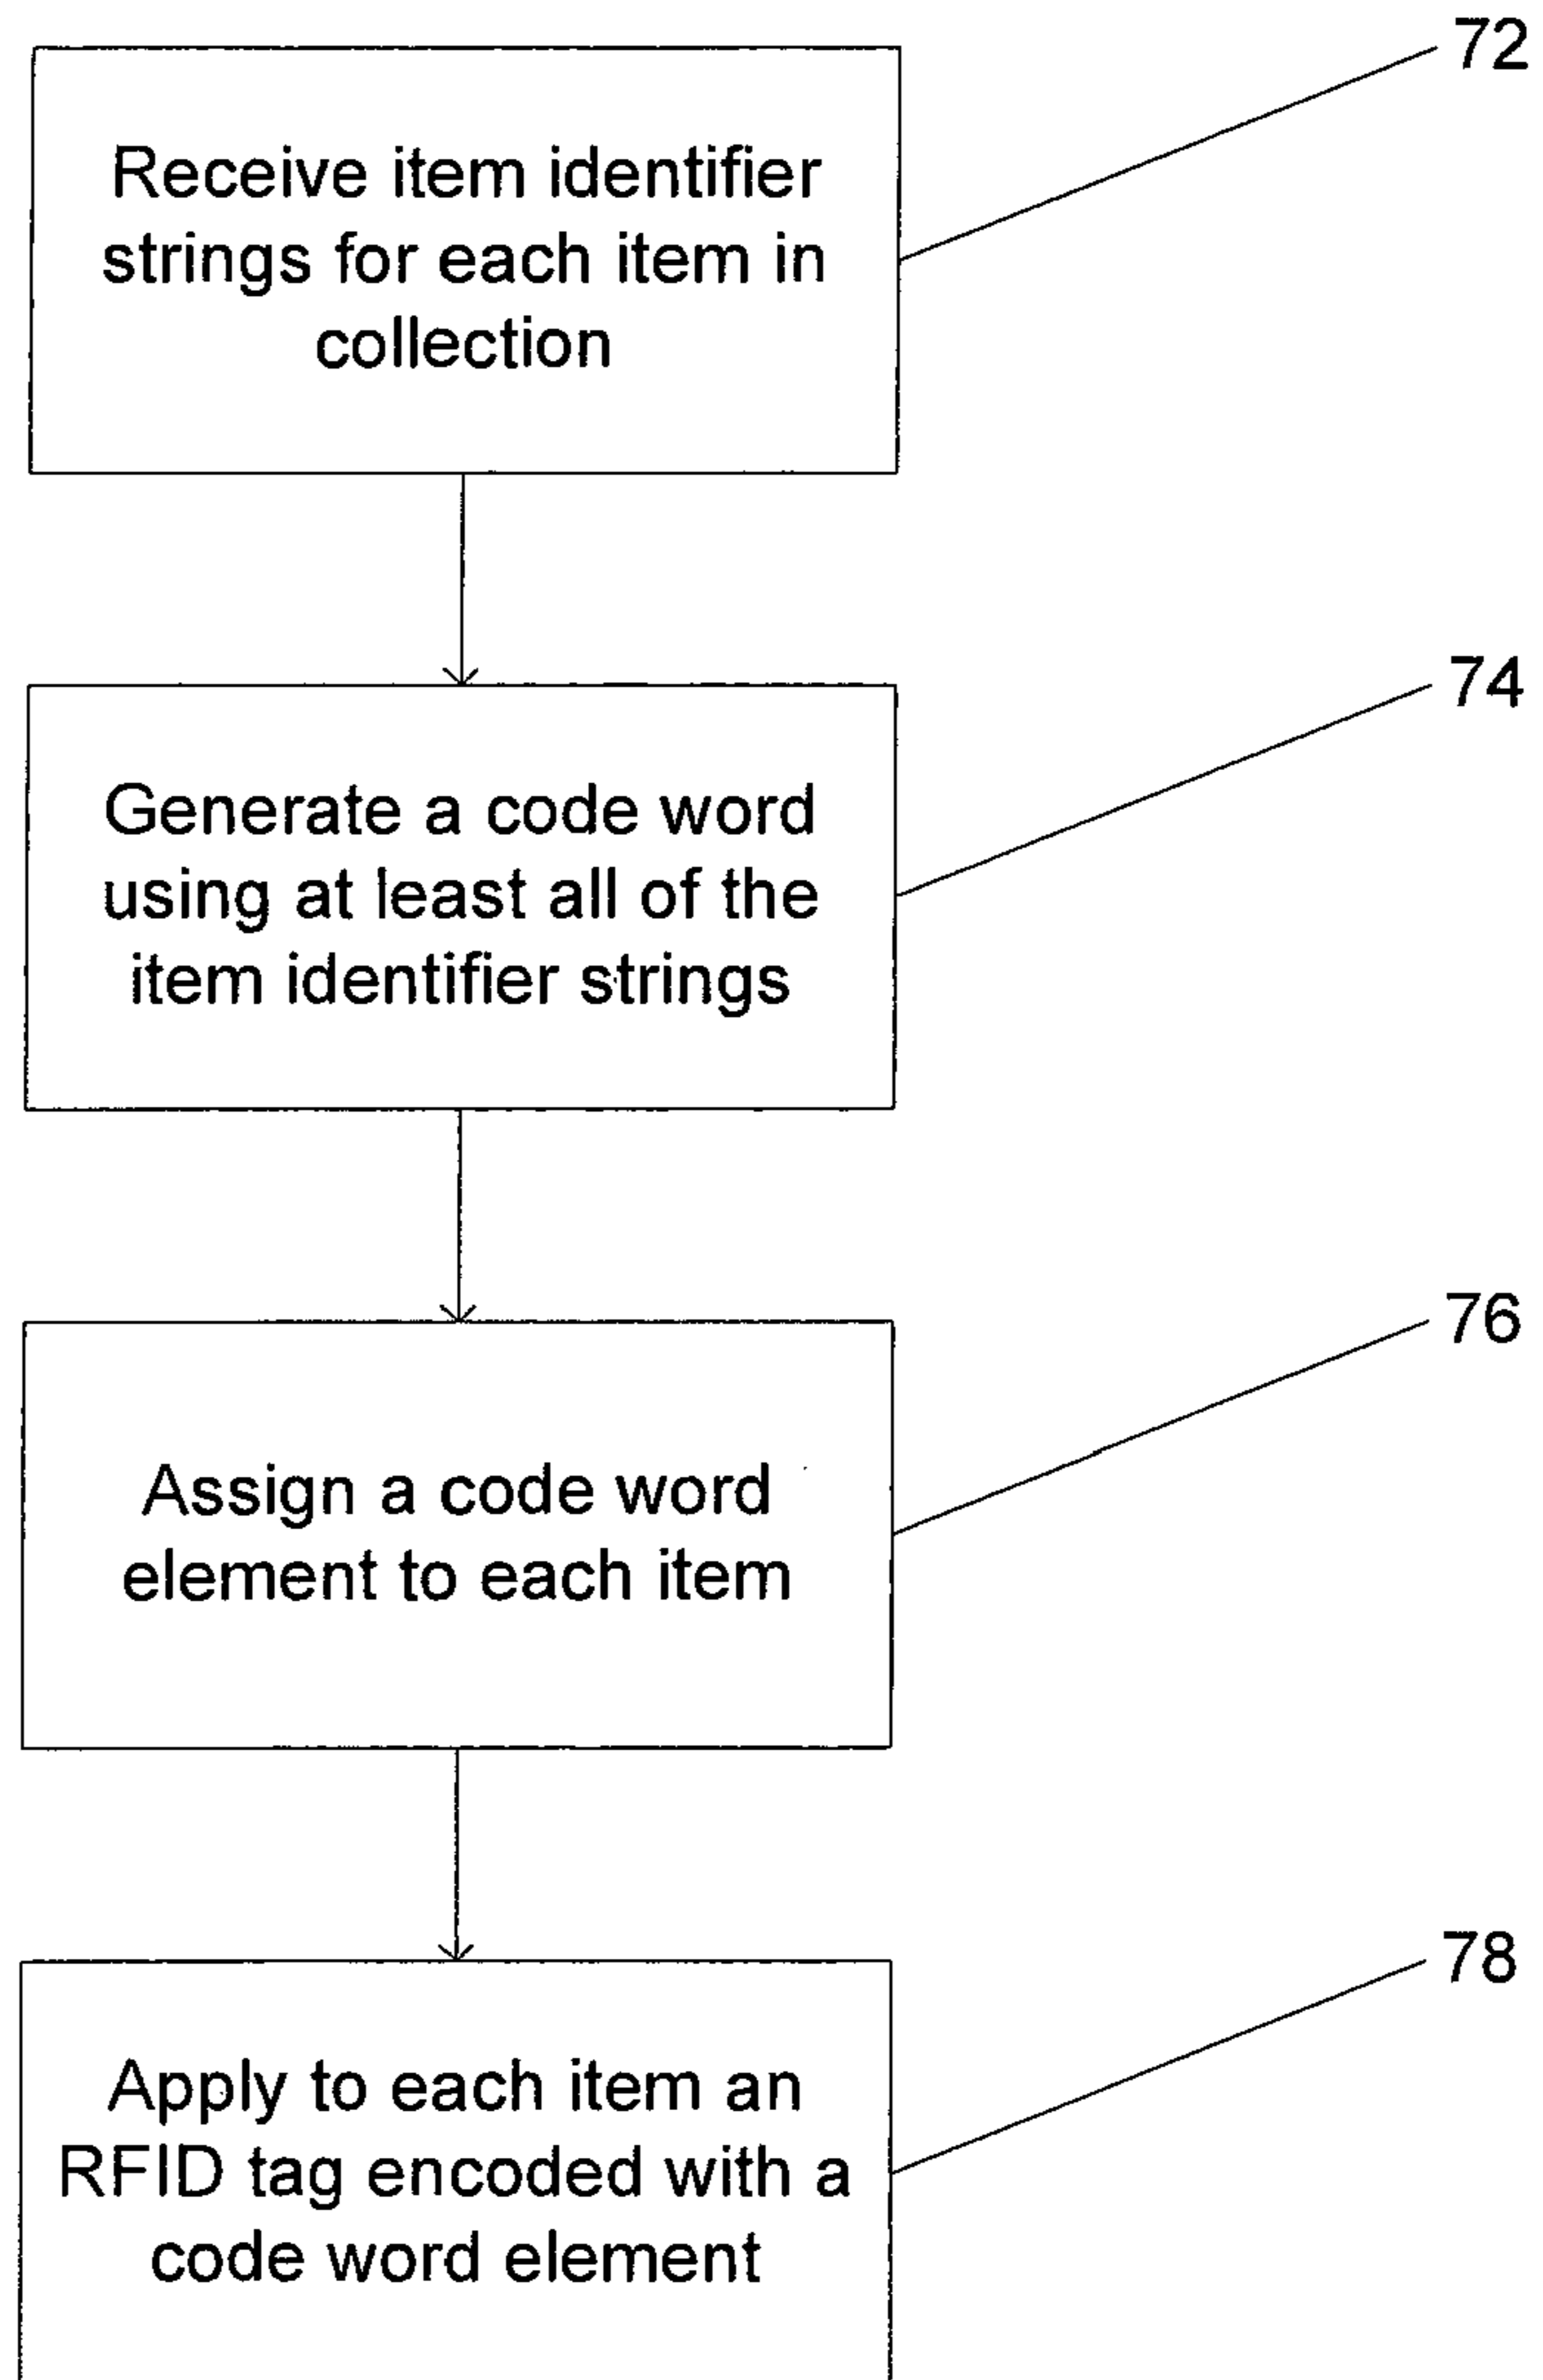 72
Receive item identifier
strings for each item in
collection
74
Generate a code word
using at least all of the
item identifier strings
76
Assign a code word
element to each item
78
Apply to each item an
RFID tag encoded with a
code word element